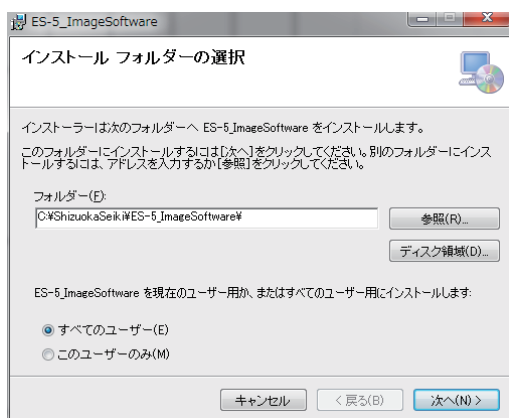 ES-5_ImageSoftware
インストール フォルダーの選択
インストーラーは次のフォルダーへ ES-5_ImageSoftware をインストールします。
このフォルダーにインストールするには[次へ]をクリックしてください。別のフォルダーにインス
トールするには、アドレスを入力するか[参照]をクリックしてください。
フォルダー(F):
C:¥ShizuokaSeiki¥ES-5_ImageSoftware¥
参照(R)...
ディスク領域(D)...
ES-5_ImageSoftware を現在のユーザー用か、またはすべてのユーザー用にインストールします:
すべてのユーザー(E)
このユーザーのみ(M)
キャンセル
< 戻る(B)
次へ(N) >